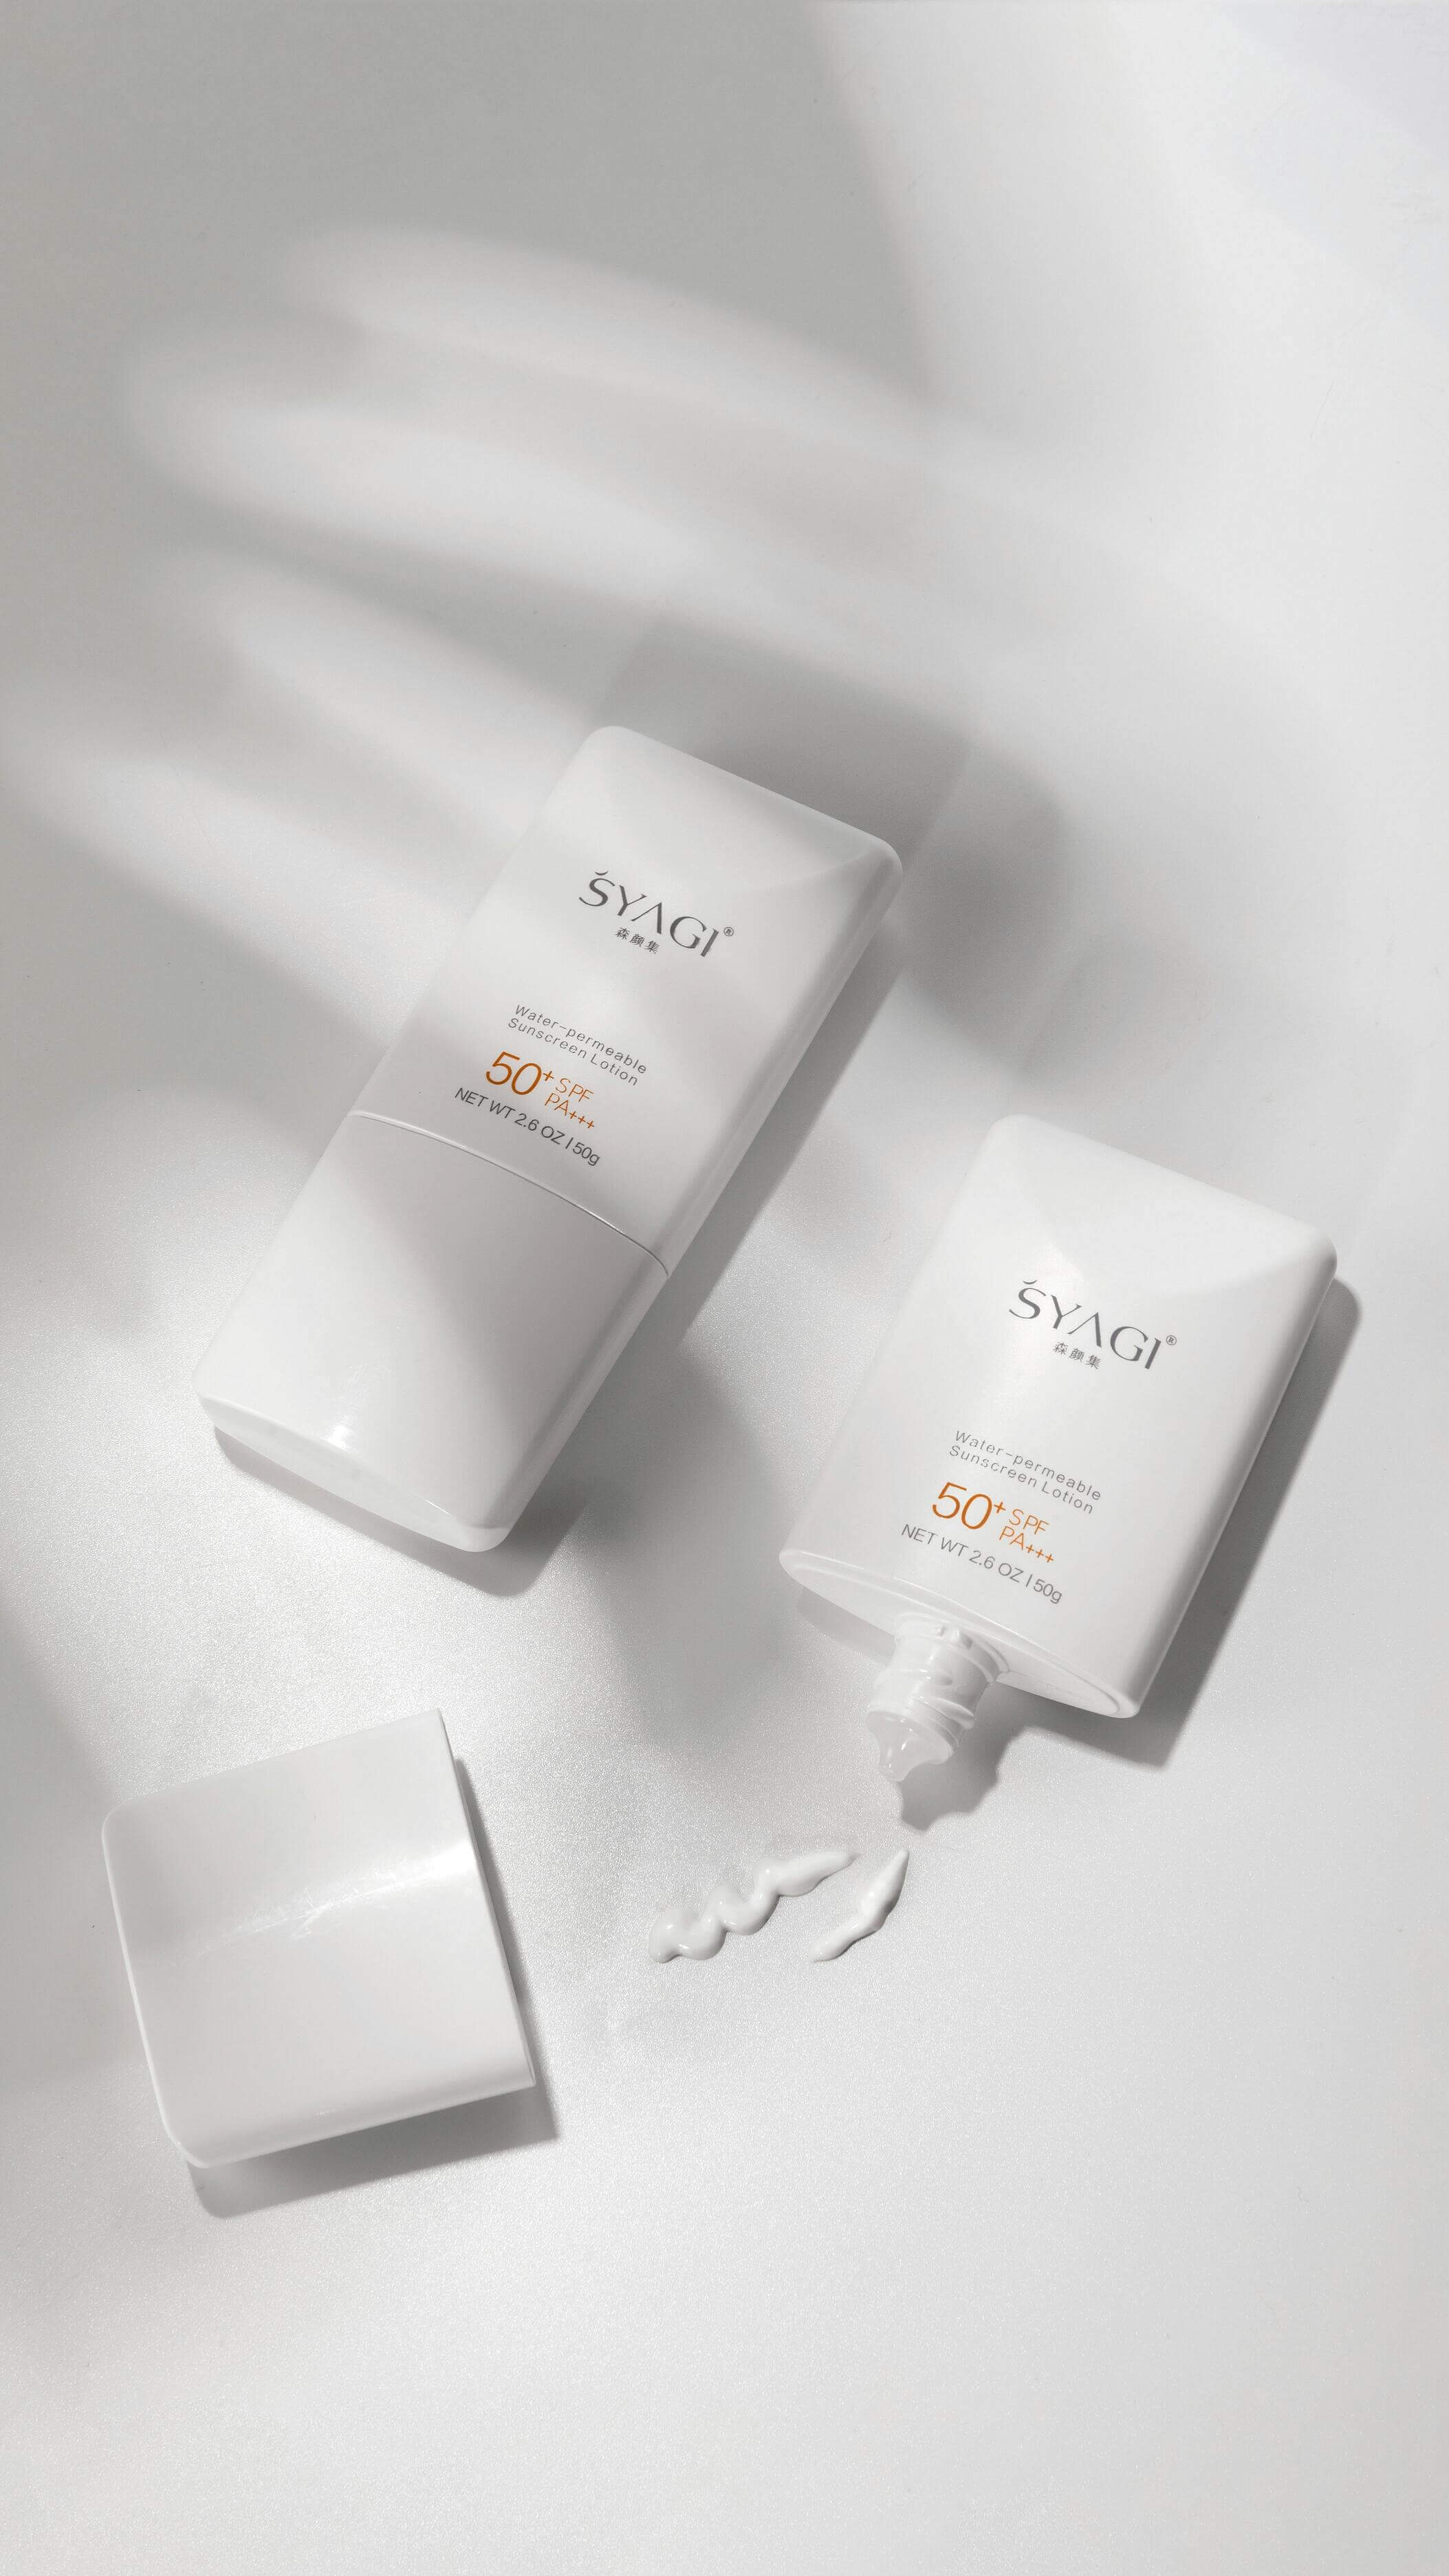 ŠYAGI®
森颜集
Water-permeable
Sunscreen Lotion
50+ SPF
PA+++
NET WT 2.6 OZ | 50g
ŠYAGI®
森颜集
Water-permeable
Sunscreen Lotion
50+ SPF
PA+++
NET WT 2.6 OZ | 50g